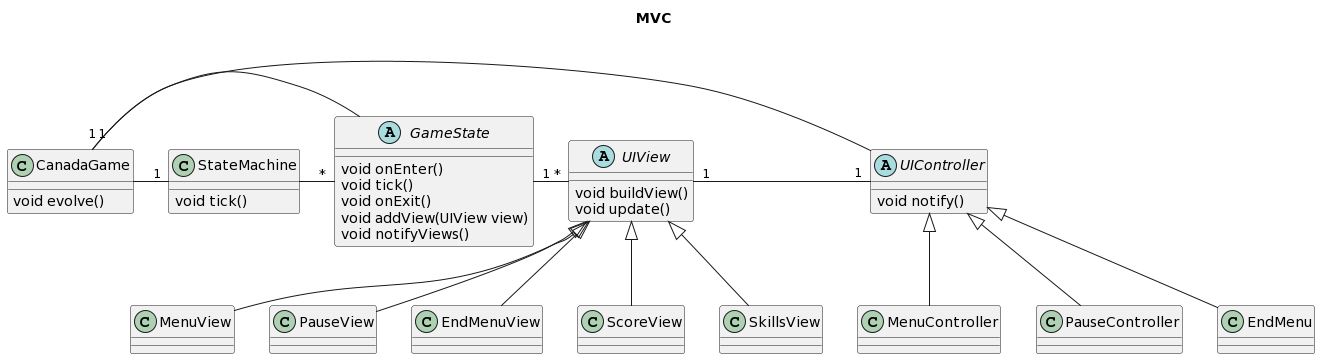 MVC
C CanadaGame
void evolve()
1 1
1
C StateMachine
void tick()
*
A GameState
void onEnter()
void tick()
void onExit()
void addView(UIView view)
void notifyViews()
1 *
A UIView
void buildView()
void update()
1
1
A UIController
void notify()
C MenuView
C PauseView
C EndMenuView
C ScoreView
C SkillsView
C MenuController
C PauseController
C EndMenu